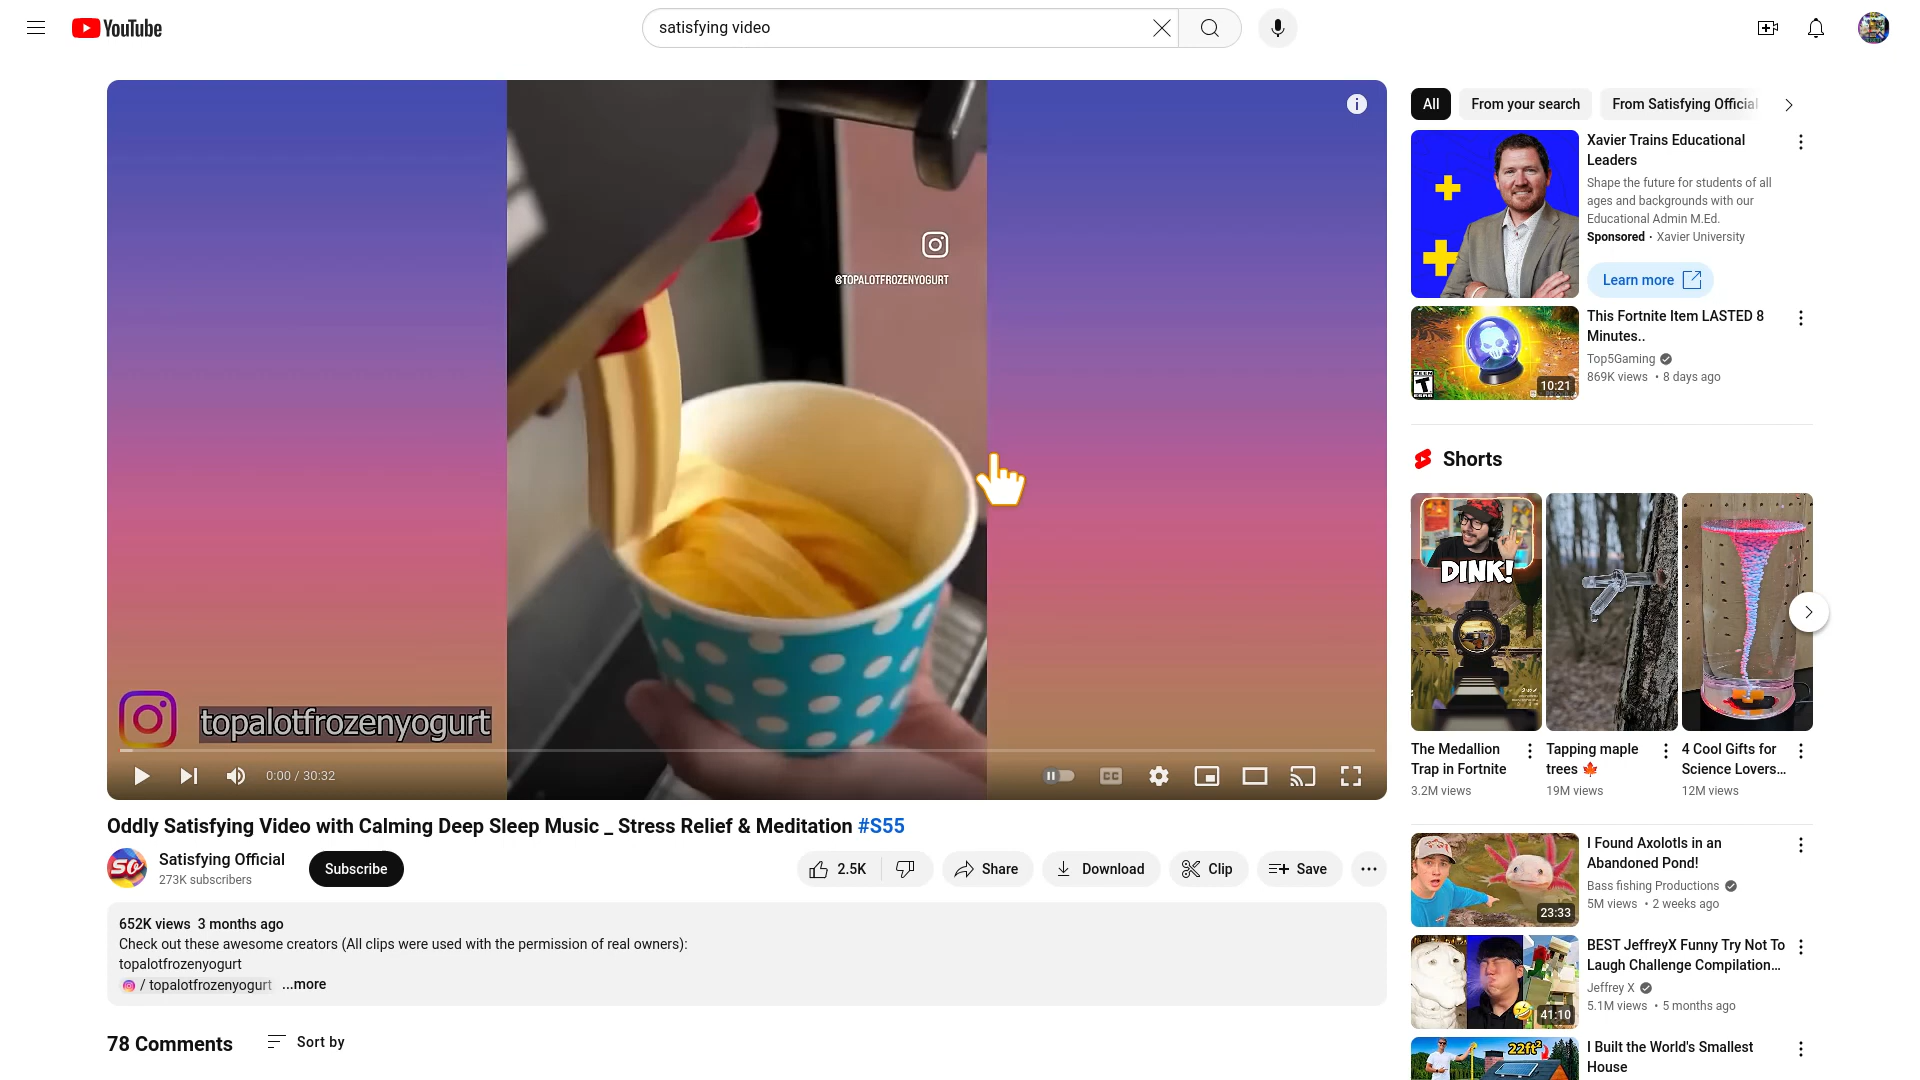 YouTube
satisfying video
@TOPALOTFROZENYOGURT
topalotfrozenyogurt
0:00 / 30:32
CC
Oddly Satisfying Video with Calming Deep Sleep Music _ Stress Relief & Meditation #S55
SO
Satisfying Official
273K subscribers
Subscribe
2.5K
Share
Download
Clip
Save
652K views 3 months ago
Check out these awesome creators (All clips were used with the permission of real owners):
topalotfrozenyogurt
/ topalotfrozenyogurt ...more
78 Comments
Sort by
All
From your search
From Satisfying Official
Xavier Trains Educational
Leaders
Shape the future for students of all
ages and backgrounds with our
Educational Admin M.Ed.
Sponsored · Xavier University
Learn more
TEEN
T
10:21
This Fortnite Item LASTED 8
Minutes..
Top5Gaming
869K views • 8 days ago
Shorts
DINK!
The Medallion
Trap in Fortnite
3.2M views
Tapping maple
trees 🍁
19M views
4 Cool Gifts for
Science Lovers...
12M views
23:33
I Found Axolotls in an
Abandoned Pond!
Bass fishing Productions
5M views • 2 weeks ago
41:10
BEST JeffreyX Funny Try Not To
Laugh Challenge Compilation...
Jeffrey X
5.1M views • 5 months ago
22ft²
I Built the World's Smallest
House